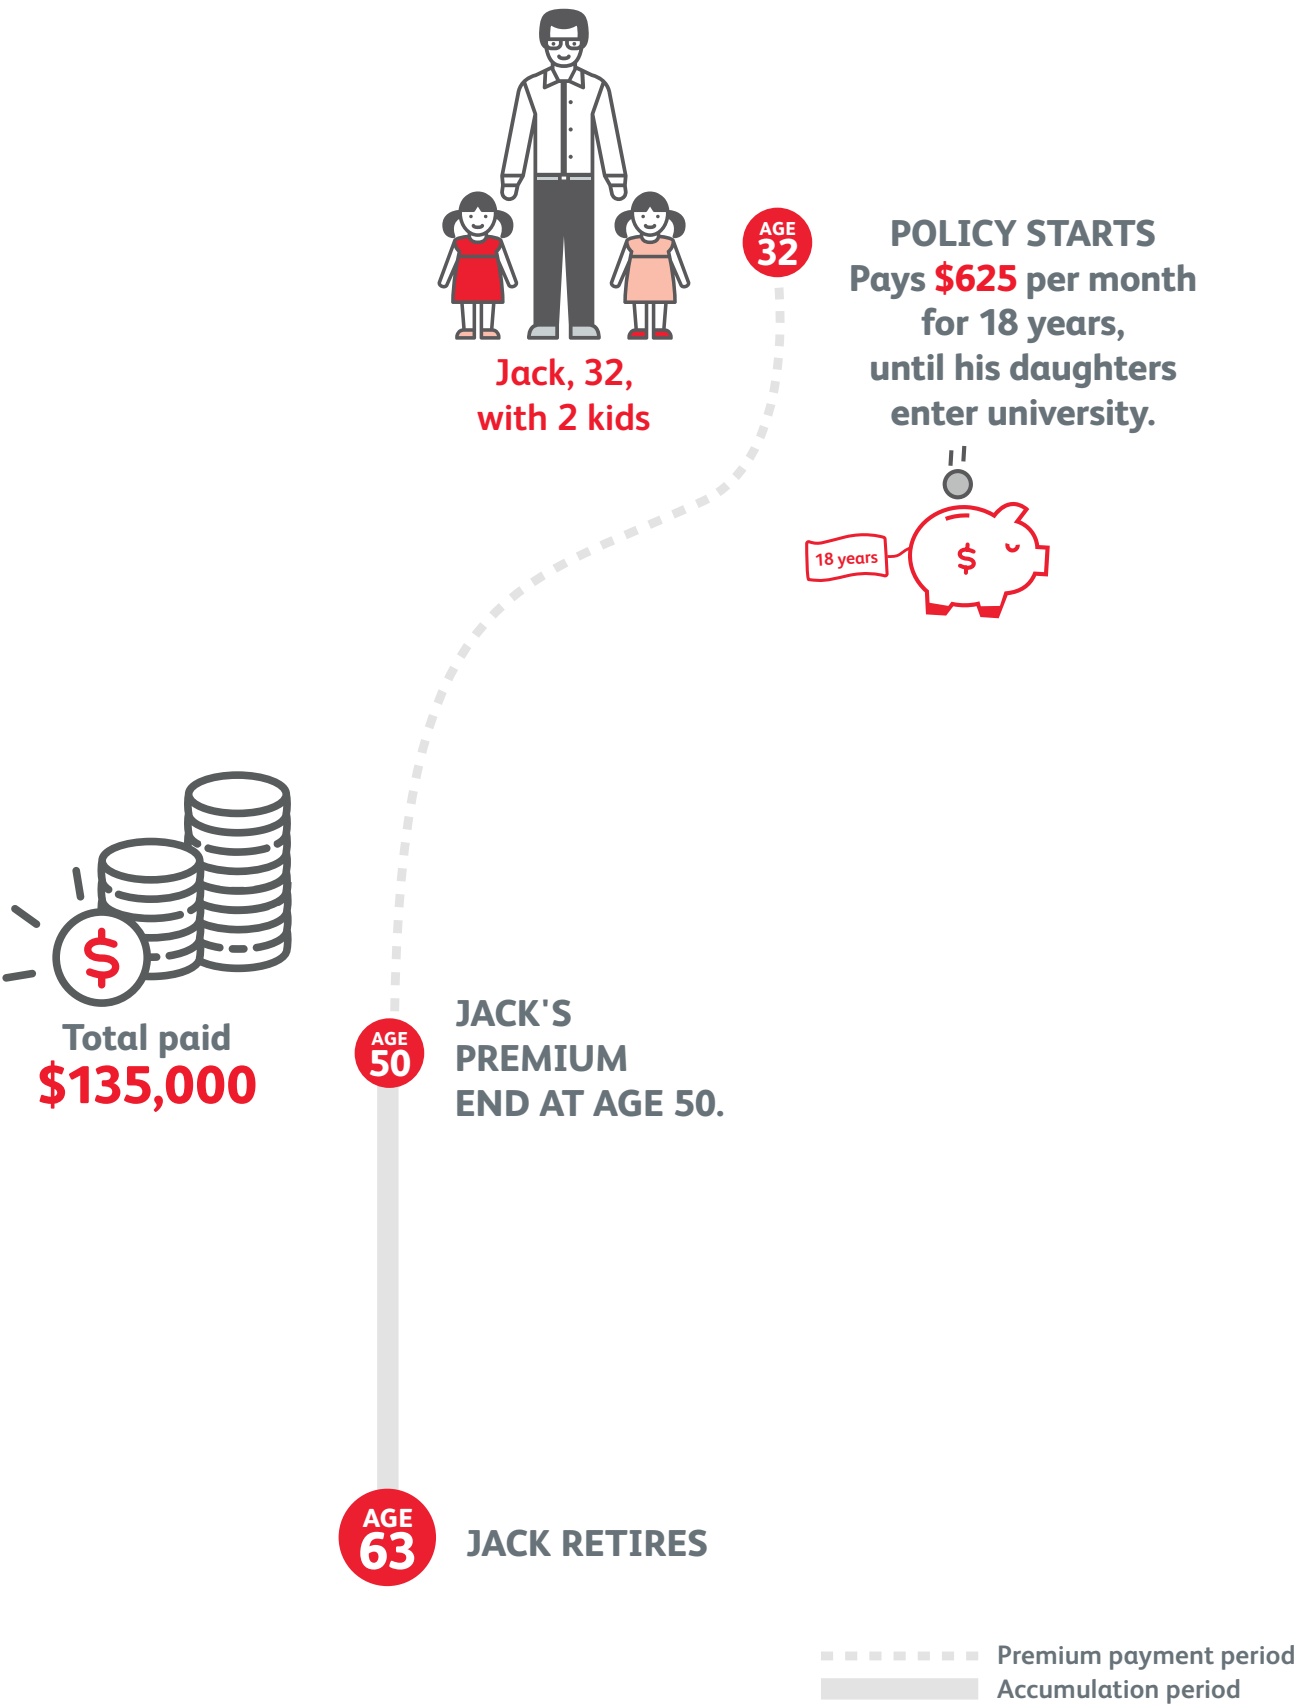 Jack, 32,
with 2 kids
AGE
32
POLICY STARTS
Pays $625 per month
for 18 years,
until his daughters
enter university.
18 years
$
$
Total paid
$135,000
AGE
50
JACK'S
PREMIUM
END AT AGE 50.
AGE
63
JACK RETIRES
Premium payment period
Accumulation period